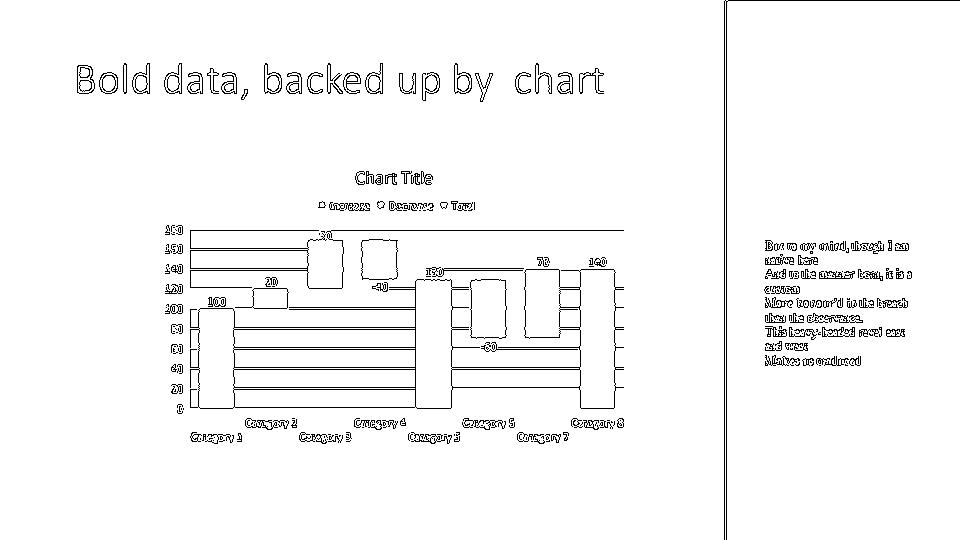 Bold data, backed up by chart
Chart Title
Increase Decrease Total
180
160
140
120
100
80
60
40
20
0
100
20
50
-40
130
-60
70
140
Category 1
Category 2
Category 3
Category 4
Category 5
Category 6
Category 7
Category 8
But to my mind, though I am
native here
And to the manner born, it is a
custom
More honour'd in the breach
than the observance.
This heavy-headed revel east
and west
Makes us traduced